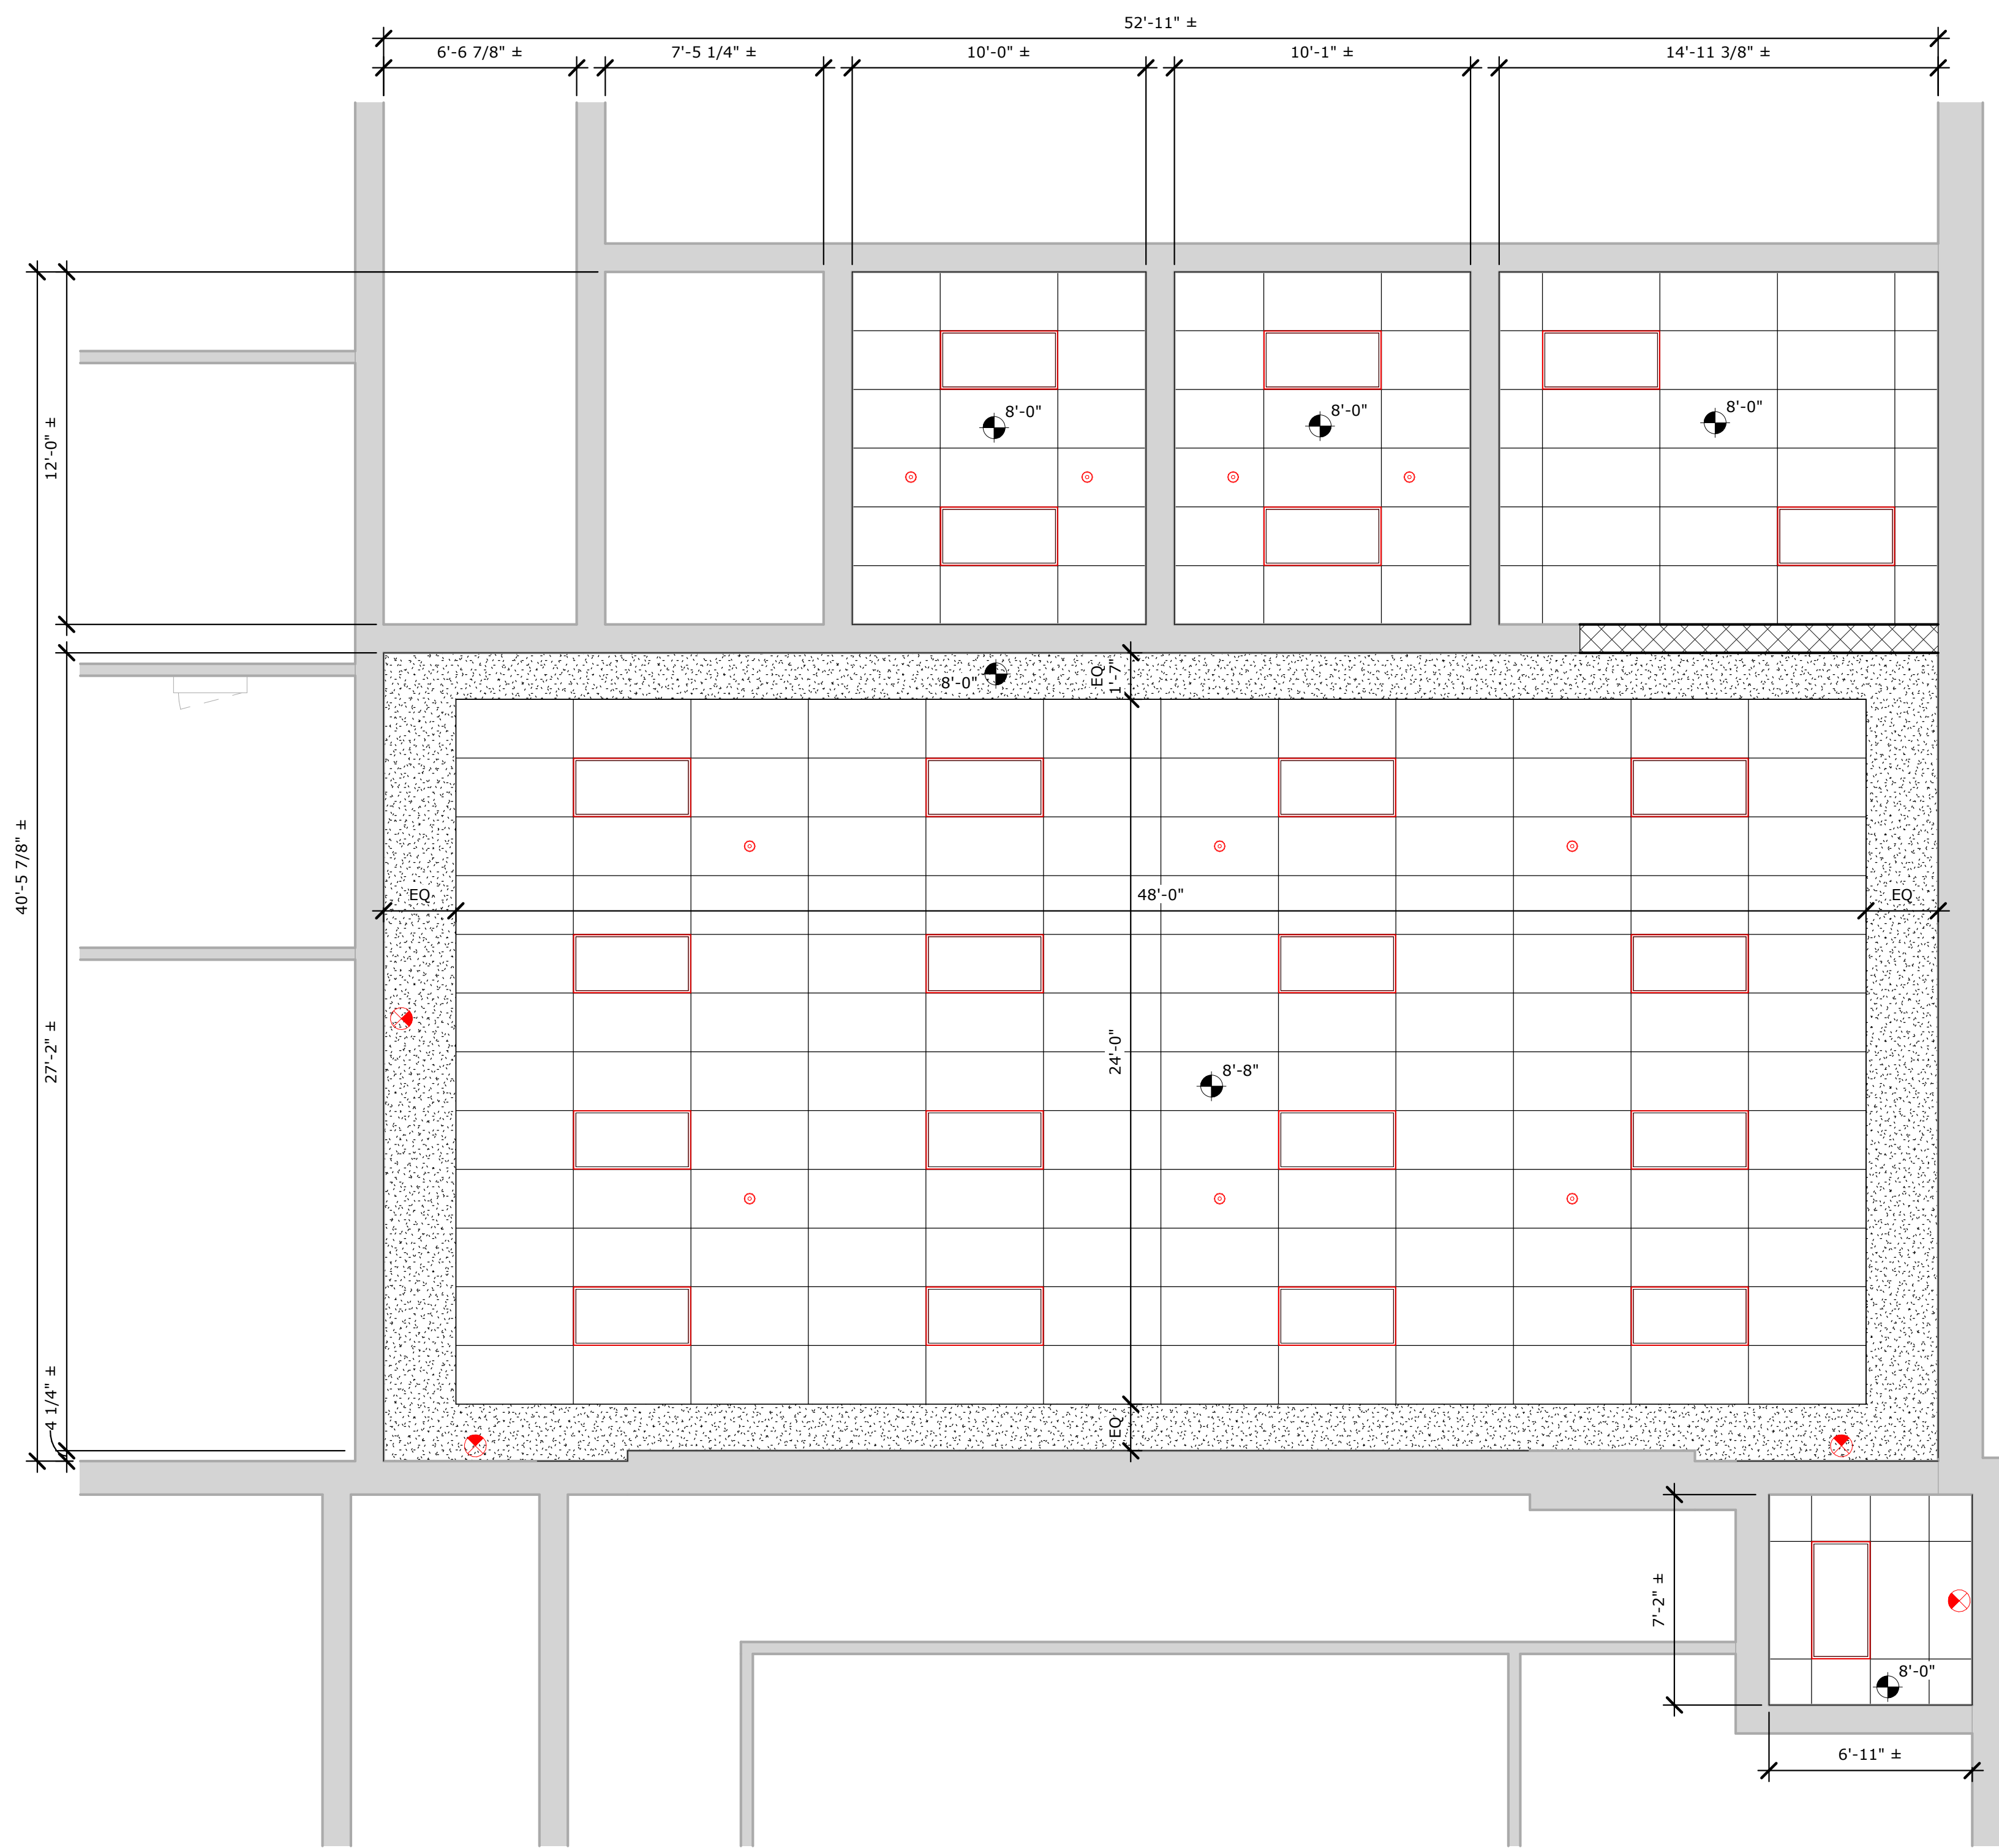 52'-11" ±
6'-6 7/8" ±
7'-5 1/4" ±
10'-0" ±
10'-1" ±
14'-11 3/8" ±
12'-0" ±
8'-0"
8'-0"
8'-0"
8'-0"
EQ
1'-7"
40'-5 7/8" ±
EQ
48'-0"
EQ
27'-2" ±
24'-0"
8'-8"
4 1/4" ±
EQ
7'-2" ±
8'-0"
6'-11" ±